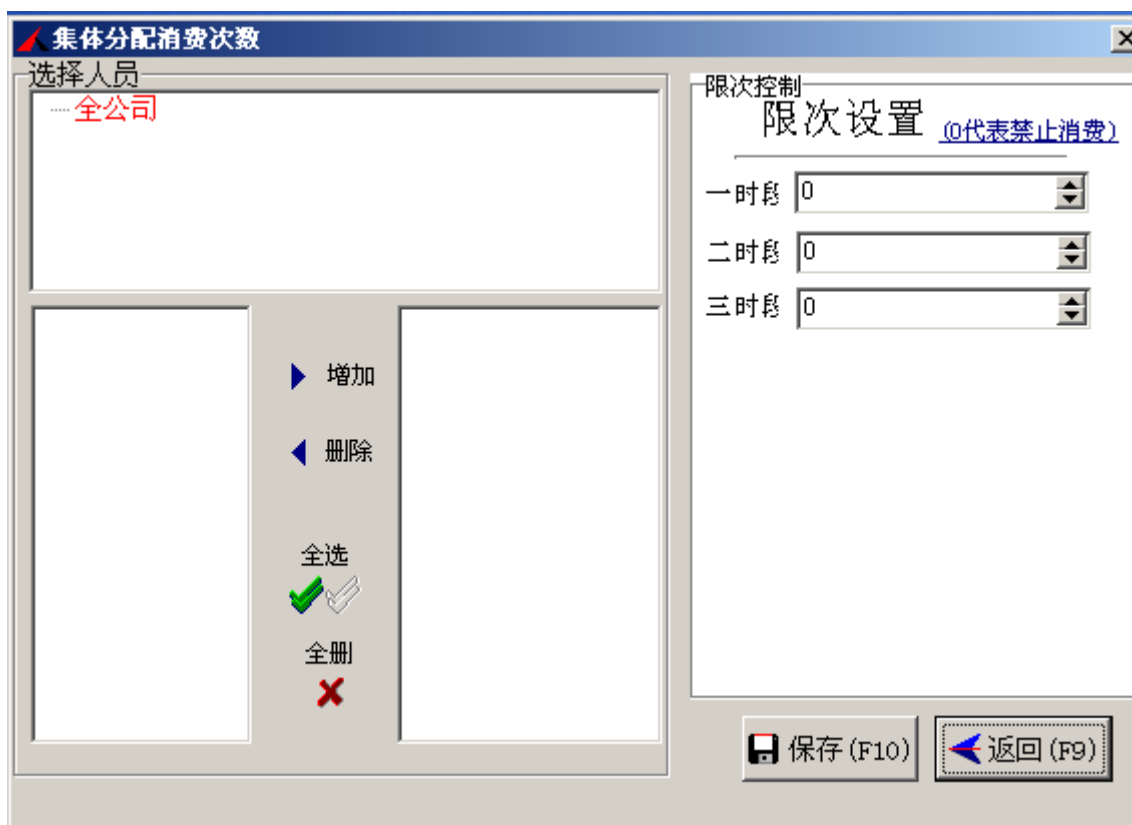 集体分配消费次数
选择人员
全公司
增加
删除
全选
全删
限次控制
限次设置 (0代表禁止消费)
一时段 0
二时段 0
三时段 0
保存(F10)
返回(F9)